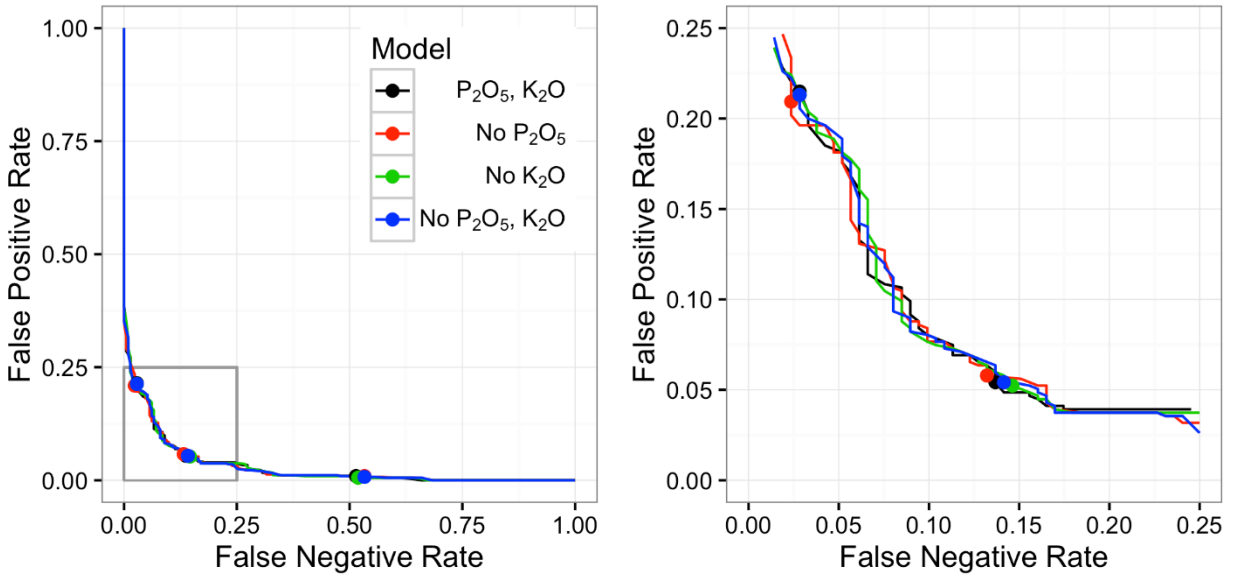 1.00
0.75
0.50
0.25
0.00
False Positive Rate
0.00 0.25 0.50 0.75 1.00
False Negative Rate
Model
P₂O₅, K₂O
No P₂O₅
No K₂O
No P₂O₅, K₂O
0.25
0.20
0.15
0.10
0.05
0.00
False Positive Rate
0.00 0.05 0.10 0.15 0.20 0.25
False Negative Rate